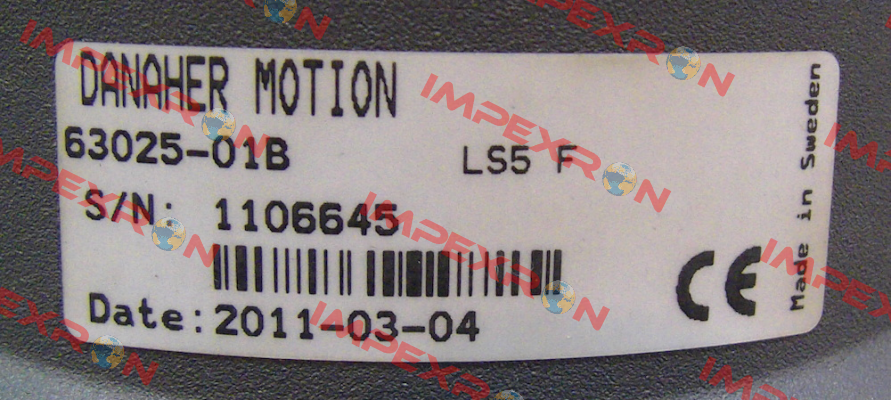 DANAHER MOTION
63025-01B LS5 F
S/N: 1106645
Date: 2011-03-04
CE
Made in Sweden
IMPEXRON